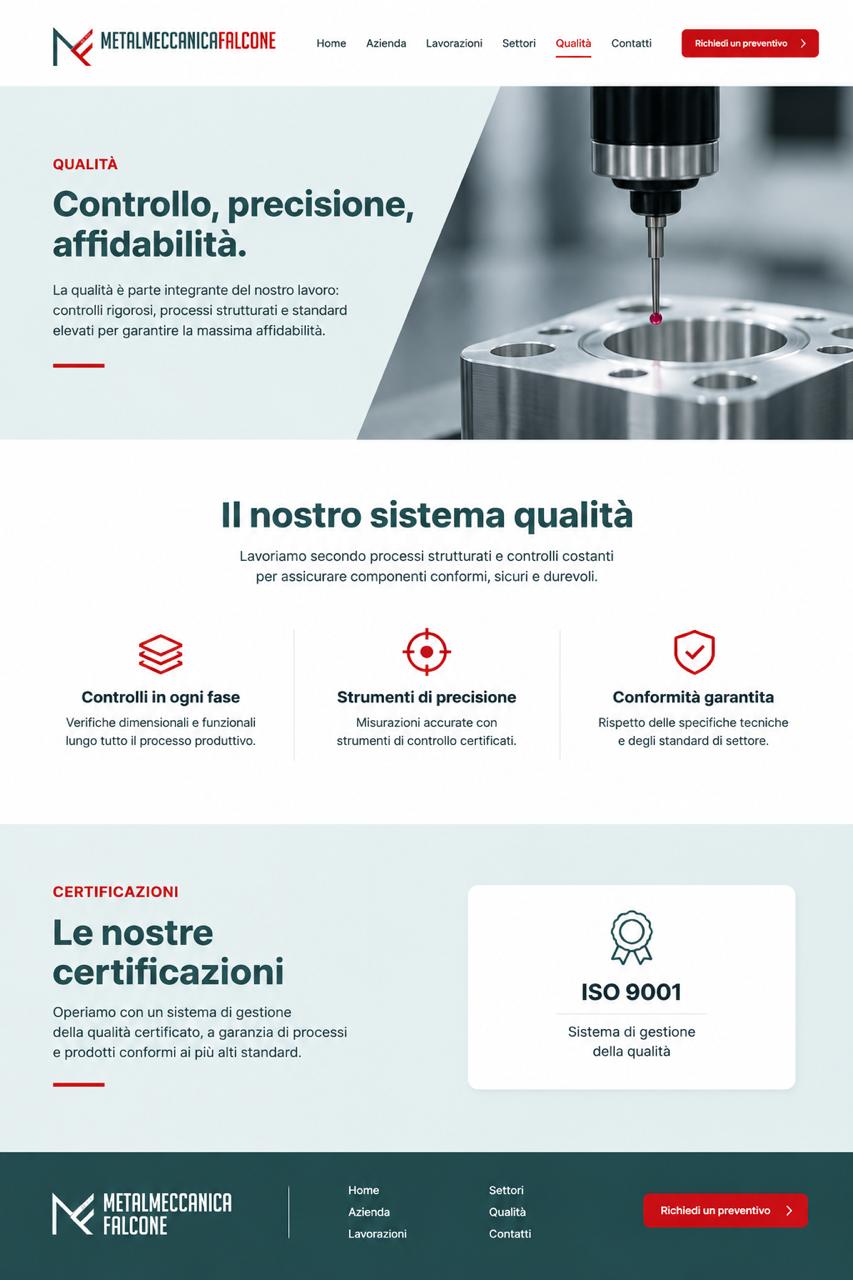 METALMECCANICAFALCONE
Home Azienda Lavorazioni Settori Qualità Contatti Richiedi un preventivo
QUALITÀ
Controllo, precisione,
affidabilità.
La qualità è parte integrante del nostro lavoro:
controlli rigorosi, processi strutturati e standard
elevati per garantire la massima affidabilità.
Il nostro sistema qualità
Lavoriamo secondo processi strutturati e controlli costanti
per assicurare componenti conformi, sicuri e durevoli.
Controlli in ogni fase
Verifiche dimensionali e funzionali
lungo tutto il processo produttivo.
Strumenti di precisione
Misurazioni accurate con
strumenti di controllo certificati.
Conformità garantita
Rispetto delle specifiche tecniche
e degli standard di settore.
CERTIFICAZIONI
Le nostre
certificazioni
Operiamo con un sistema di gestione
della qualità certificato, a garanzia di processi
e prodotti conformi ai più alti standard.
ISO 9001
Sistema di gestione
della qualità
METALMECCANICA
FALCONE
Home
Azienda
Lavorazioni
Settori
Qualità
Contatti
Richiedi un preventivo